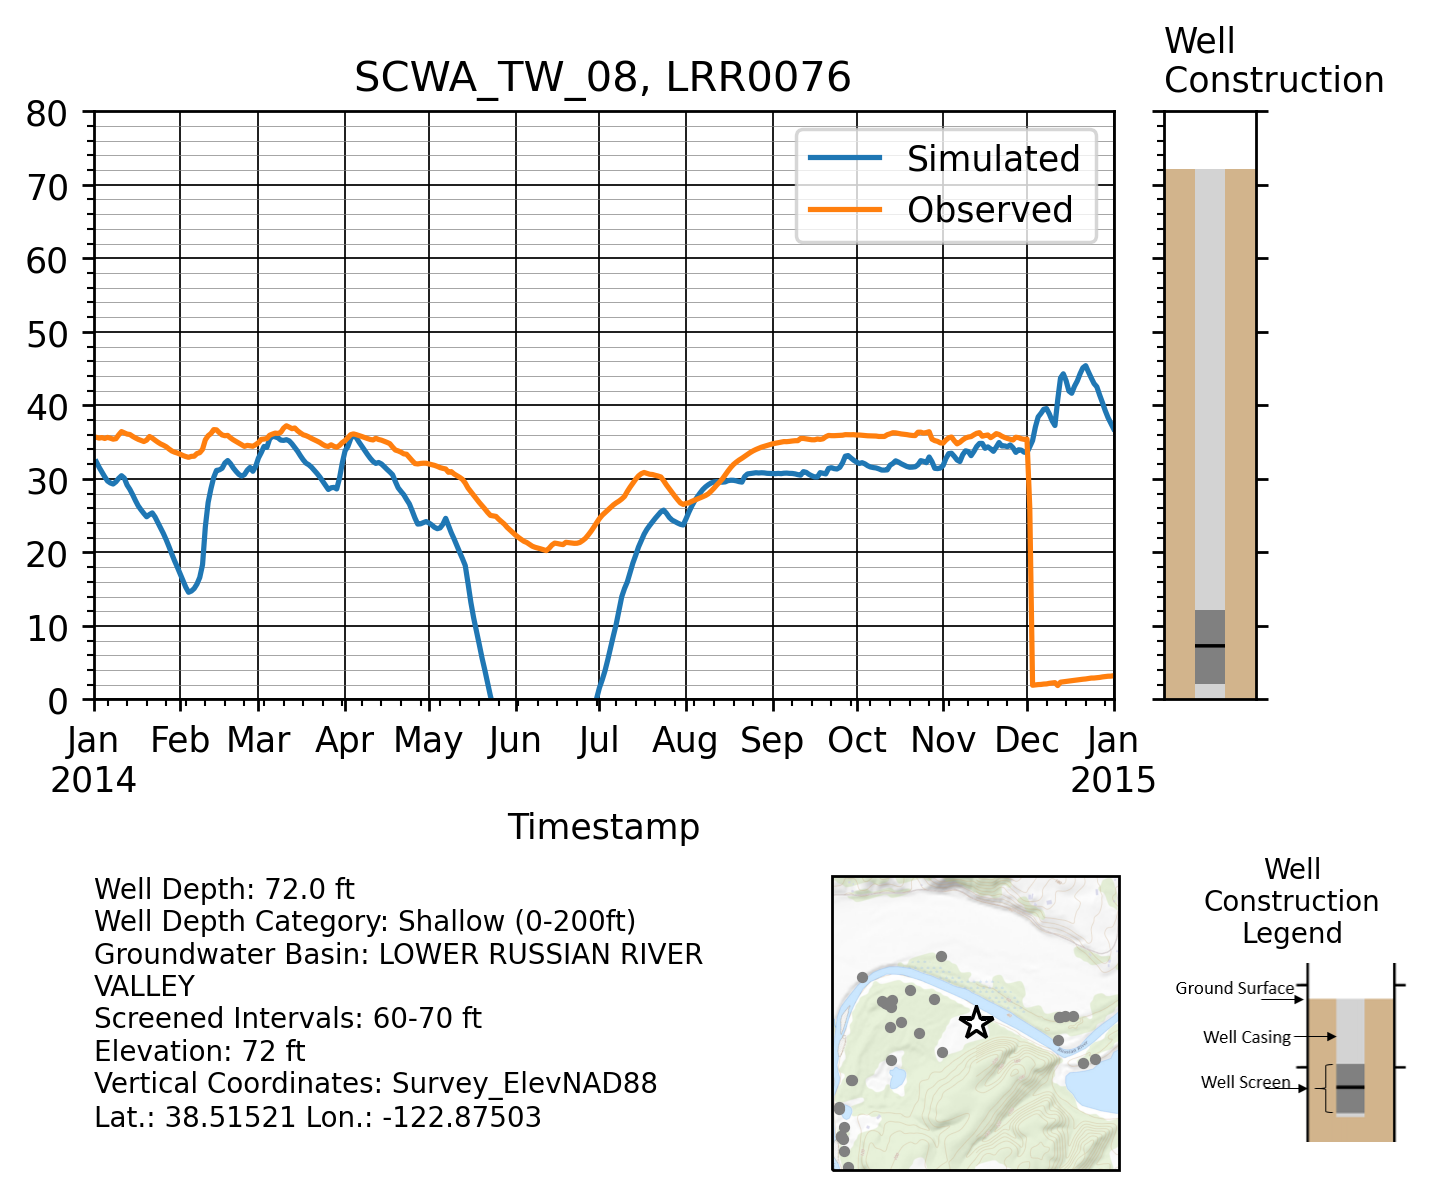 Well
Construction
SCWA_TW_08, LRR0076
Simulated
Observed
80
70
60
50
40
30
20
10
0
Jan Feb Mar Apr May Jun Jul Aug Sep Oct Nov Dec Jan
2014 2015
Timestamp
Well Depth: 72.0 ft
Well Depth Category: Shallow (0-200ft)
Groundwater Basin: LOWER RUSSIAN RIVER
VALLEY
Screened Intervals: 60-70 ft
Elevation: 72 ft
Vertical Coordinates: Survey_ElevNAD88
Lat.: 38.51521 Lon.: -122.87503
Russian River
Well
Construction
Legend
Ground Surface
Well Casing
Well Screen